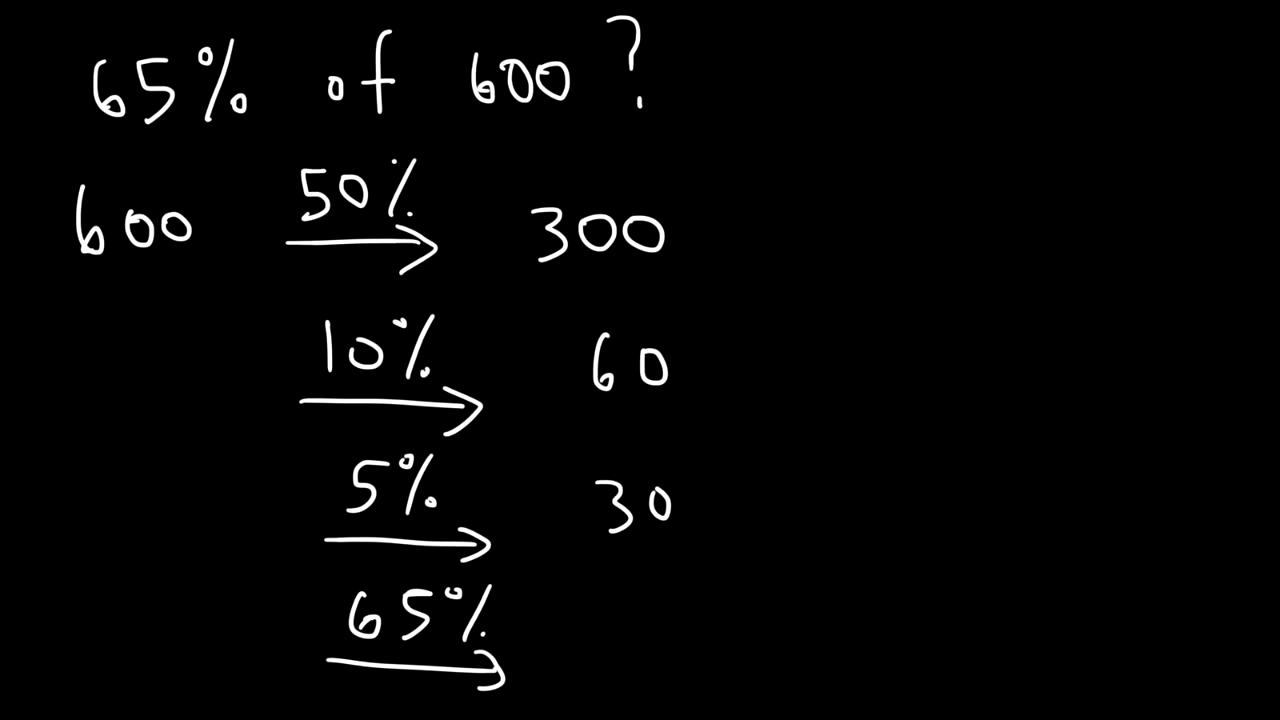 65% of 600?
600 50% → 300
10% → 60
5% → 30
65% →